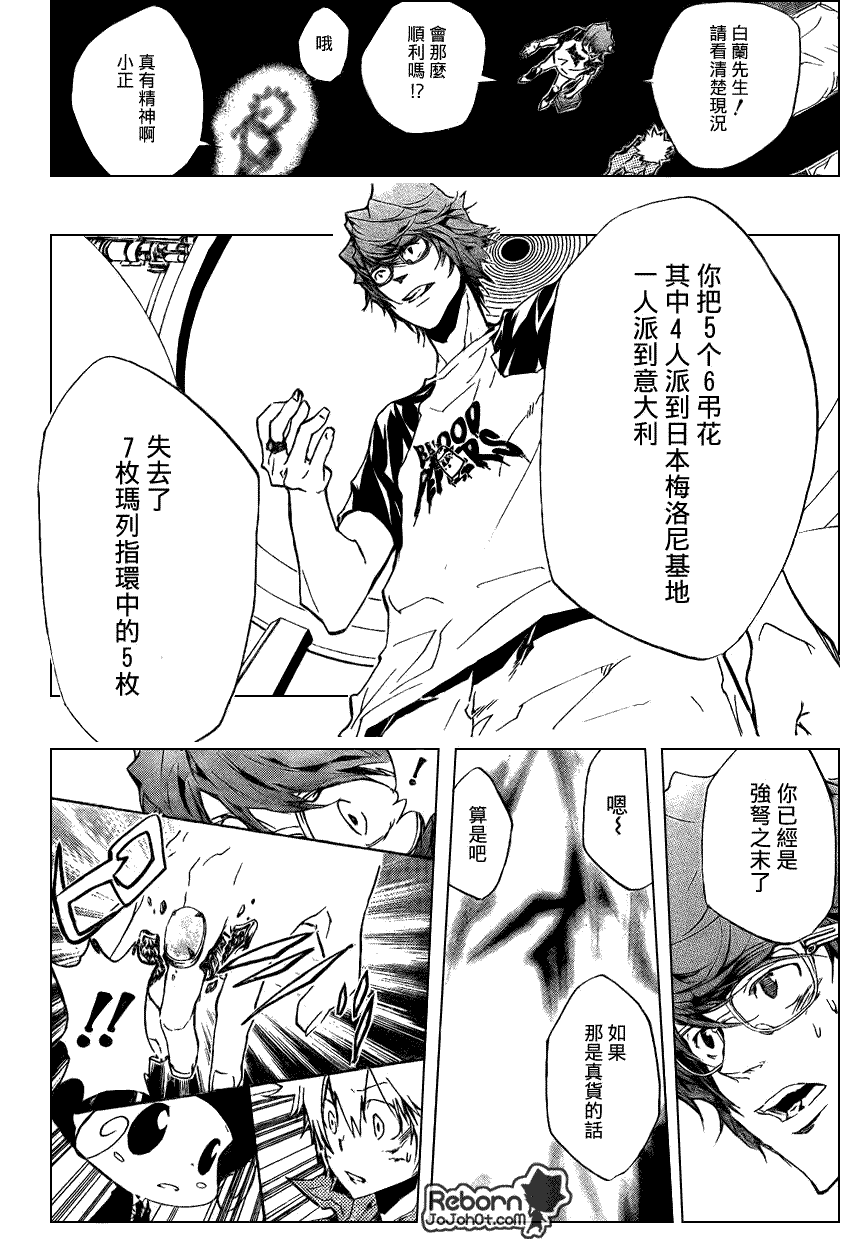 白蘭先生！
請看清楚現況
會那麼
順利嗎!?
哦
真有精神啊
小正
你把5个6弔花
其中4人派到日本梅洛尼基地
一人派到意大利
失去了
7枚瑪列指環中的5枚
BLOOD
你已經是
強弩之末了
嗯~
算是吧
如果
那是真貨的話
!
!!
Reborn
JoJoHOt.com